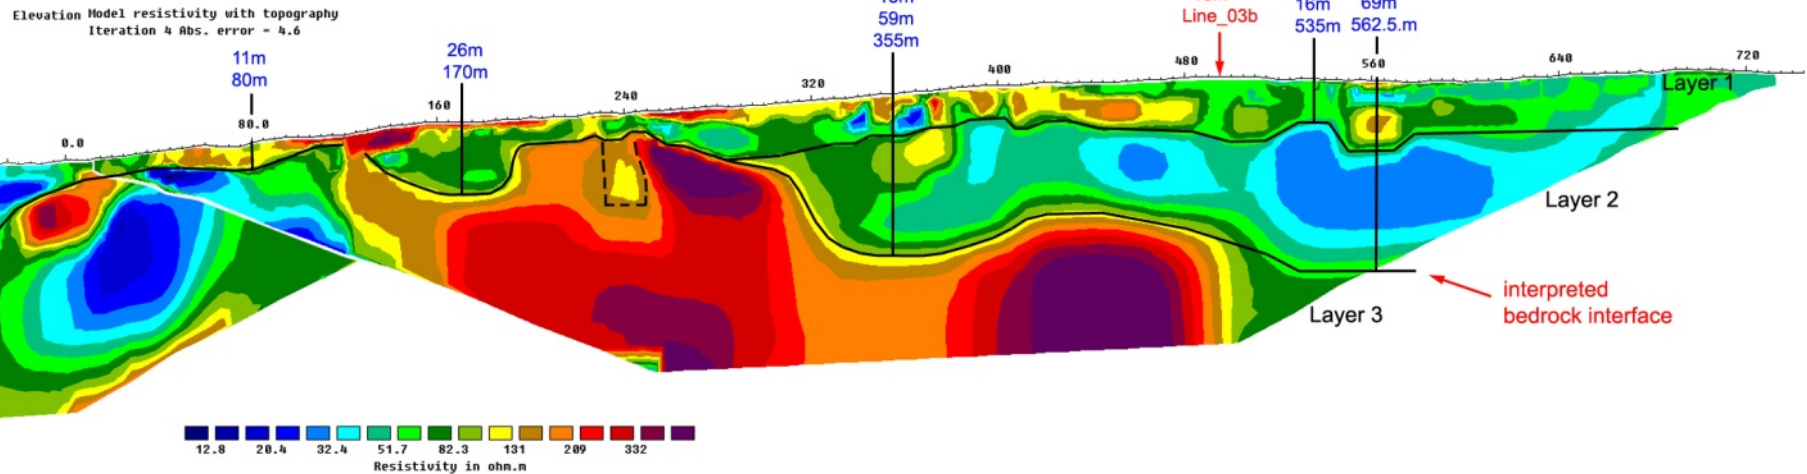 Elevation Model resistivity with topography
Iteration 4 Abs. error = 4.6
59m
355m
Line_03b
16m
535m
69m
562.5.m
11m
80m
26m
170m
0.0
80.0
160
240
320
400
480
560
640
720
Layer 1
Layer 2
Layer 3
interpreted
bedrock interface
12.8 20.4 32.4 51.7 82.3 131 209 332
Resistivity in ohm.m